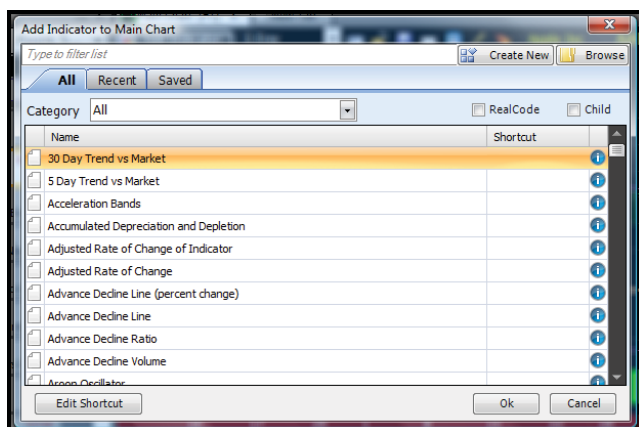 Add Indicator to Main Chart
Type to filter list
Create New
Browse
All Recent Saved
Category All
RealCode
Child
Name Shortcut
30 Day Trend vs Market
5 Day Trend vs Market
Acceleration Bands
Accumulated Depreciation and Depletion
Adjusted Rate of Change of Indicator
Adjusted Rate of Change
Advance Decline Line (percent change)
Advance Decline Line
Advance Decline Ratio
Advance Decline Volume
Aroon Oscillator
Edit Shortcut
Ok
Cancel